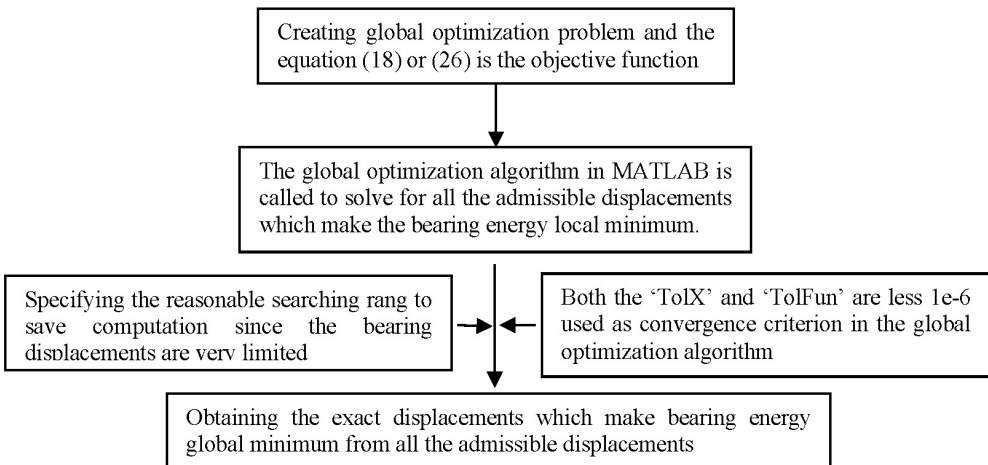 Creating global optimization problem and the
equation (18) or (26) is the objective function
The global optimization algorithm in MATLAB is
called to solve for all the admissible displacements
which make the bearing energy local minimum.
Specifying the reasonable searching rang to
save computation since the bearing
displacements are very limited
Both the ‘TolX’ and ‘TolFun’ are less 1e-6
used as convergence criterion in the global
optimization algorithm
Obtaining the exact displacements which make bearing energy
global minimum from all the admissible displacements